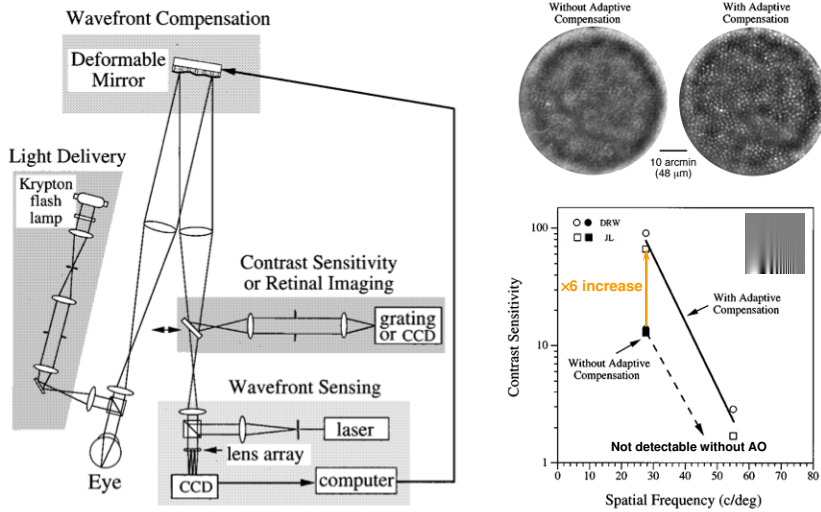 Wavefront Compensation
Deformable
Mirror
Light Delivery
Krypton
flash
lamp
Contrast Sensitivity
or Retinal Imaging
grating
or CCD
Wavefront Sensing
laser
lens array
CCD
computer
Eye
Without Adaptive
Compensation
With Adaptive
Compensation
10 arcmin
(48 μm)
Contrast Sensitivity
100
10
1
DRW
JL
×6 increase
With Adaptive
Compensation
Without Adaptive
Compensation
Not detectable without AO
0 10 20 30 40 50 60 70 80
Spatial Frequency (c/deg)